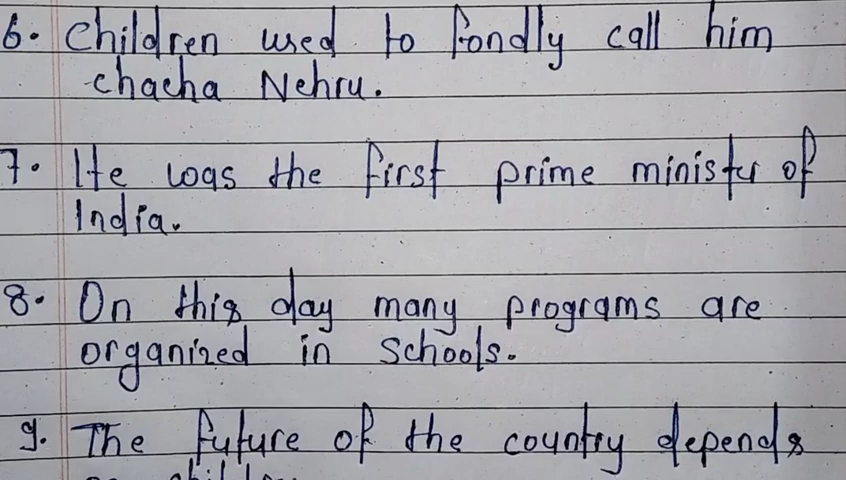 6. Children used to fondly call him
chacha Nehru.
7. He was the first prime minister of
India.
8. On this day many programs are
organized in schools.
9. The future of the country depends